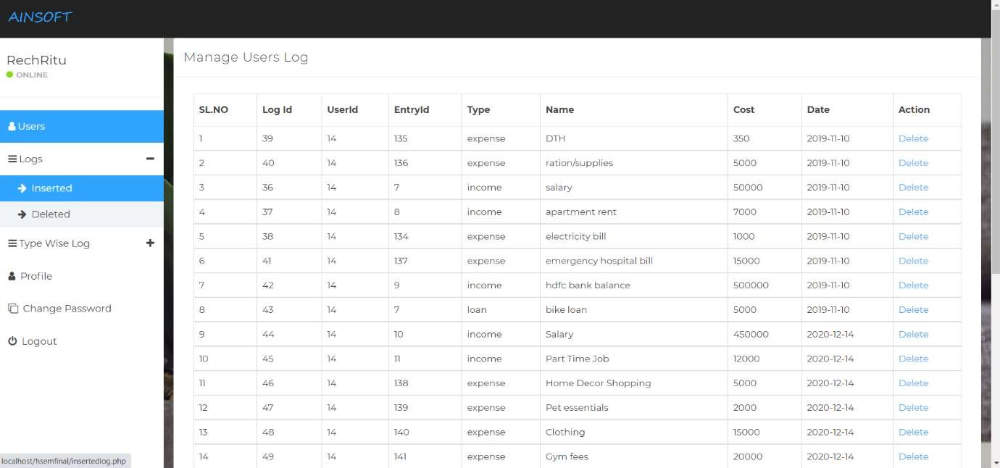 AINSOFT
RechRitu
ONLINE
Users
Logs
Inserted
Deleted
Type Wise Log
Profile
Change Password
Logout
localhost/hsemfinal/insertedlog.php
Manage Users Log
SL.NO Log Id UserId EntryId Type Name Cost Date Action
1 39 14 135 expense DTH 350 2019-11-10 Delete
2 40 14 136 expense ration/supplies 5000 2019-11-10 Delete
3 36 14 7 income salary 50000 2019-11-10 Delete
4 37 14 8 income apartment rent 7000 2019-11-10 Delete
5 38 14 134 expense electricity bill 1000 2019-11-10 Delete
6 41 14 137 expense emergency hospital bill 15000 2019-11-10 Delete
7 42 14 9 income hdfc bank balance 500000 2019-11-10 Delete
8 43 14 7 loan bike loan 5000 2019-11-10 Delete
9 44 14 10 income Salary 450000 2020-12-14 Delete
10 45 14 11 income Part Time Job 12000 2020-12-14 Delete
11 46 14 138 expense Home Decor Shopping 5000 2020-12-14 Delete
12 47 14 139 expense Pet essentials 2000 2020-12-14 Delete
13 48 14 140 expense Clothing 15000 2020-12-14 Delete
14 49 14 141 expense Gym fees 20000 2020-12-14 Delete